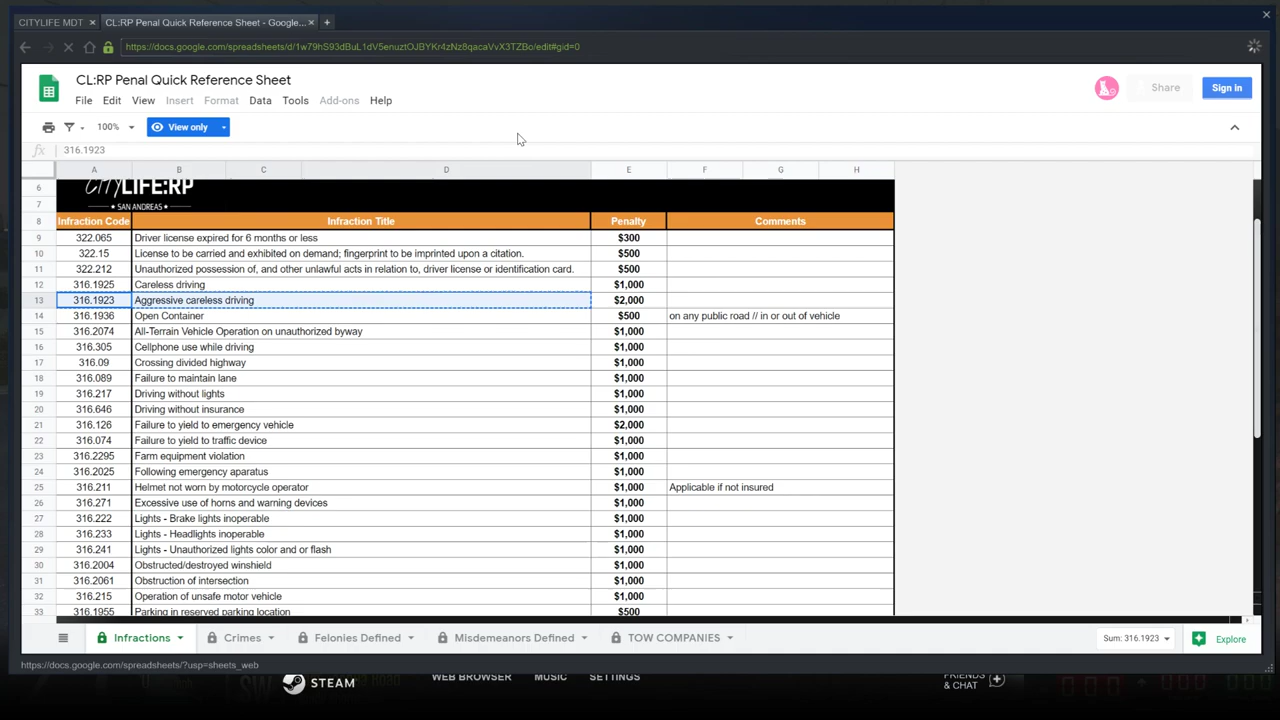 CITYLIFE MDT
CL:RP Penal Quick Reference Sheet - Google...
https://docs.google.com/spreadsheets/d/1w79hS93dBuL1dV5enuztOJBYKr4zNz8qacaVvX3TZBo/edit#gid=0
CL:RP Penal Quick Reference Sheet
File Edit View Insert Format Data Tools Add-ons Help
Share
Sign in
100%
View only
fx 316.1923
A B C D E F G H
6
CITYLIFE:RP
7
SAN ANDREAS
8 Infraction Code Infraction Title Penalty Comments
9 322.065 Driver license expired for 6 months or less $300
10 322.15 License to be carried and exhibited on demand; fingerprint to be imprinted upon a citation. $500
11 322.212 Unauthorized possession of, and other unlawful acts in relation to, driver license or identification card. $500
12 316.1925 Careless driving $1,000
13 316.1923 Aggressive careless driving $2,000
14 316.1936 Open Container $500 on any public road // in or out of vehicle
15 316.2074 All-Terrain Vehicle Operation on unauthorized byway $1,000
16 316.305 Cellphone use while driving $1,000
17 316.09 Crossing divided highway $1,000
18 316.089 Failure to maintain lane $1,000
19 316.217 Driving without lights $1,000
20 316.646 Driving without insurance $1,000
21 316.126 Failure to yield to emergency vehicle $2,000
22 316.074 Failure to yield to traffic device $1,000
23 316.2295 Farm equipment violation $1,000
24 316.2025 Following emergency aparatus $1,000
25 316.211 Helmet not worn by motorcycle operator $1,000 Applicable if not insured
26 316.271 Excessive use of horns and warning devices $1,000
27 316.222 Lights - Brake lights inoperable $1,000
28 316.233 Lights - Headlights inoperable $1,000
29 316.241 Lights - Unauthorized lights color and or flash $1,000
30 316.2004 Obstructed/destroyed winshield $1,000
31 316.2061 Obstruction of intersection $1,000
32 316.215 Operation of unsafe motor vehicle $1,000
33 316.1955 Parking in reserved parking location $500
Infractions Crimes Felonies Defined Misdemeanors Defined TOW COMPANIES
Sum: 316.1923
Explore
https://docs.google.com/spreadsheets/?usp=sheets_web
STEAM
WEB BROWSER MUSIC SETTINGS
FRIENDS
& CHAT